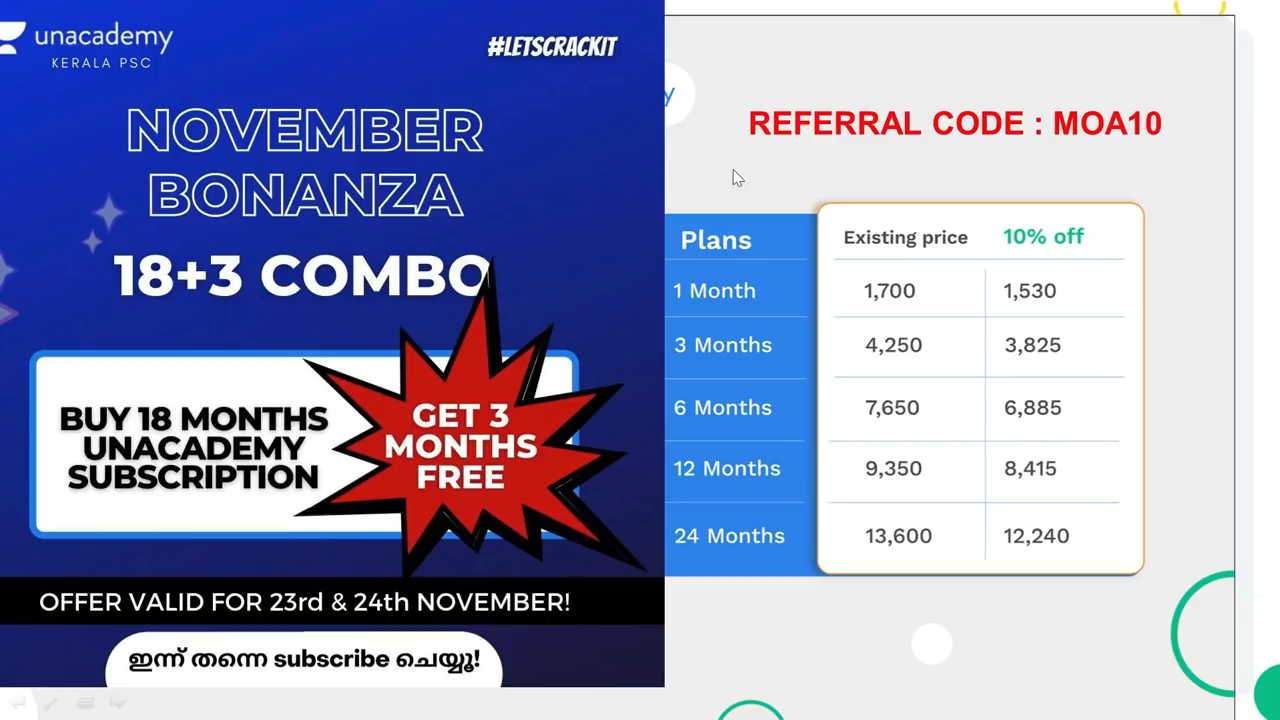 unacademy
KERALA PSC
#LETSCRACKIT
NOVEMBER
BONANZA
18+3 COMBO
BUY 18 MONTHS
UNACADEMY
SUBSCRIPTION
GET 3
MONTHS
FREE
OFFER VALID FOR 23rd & 24th NOVEMBER!
ഇന്ന് തന്നെ subscribe ചെയ്യൂ!
y
REFERRAL CODE : MOA10
Plans Existing price 10% off
1 Month 1,700 1,530
3 Months 4,250 3,825
6 Months 7,650 6,885
12 Months 9,350 8,415
24 Months 13,600 12,240